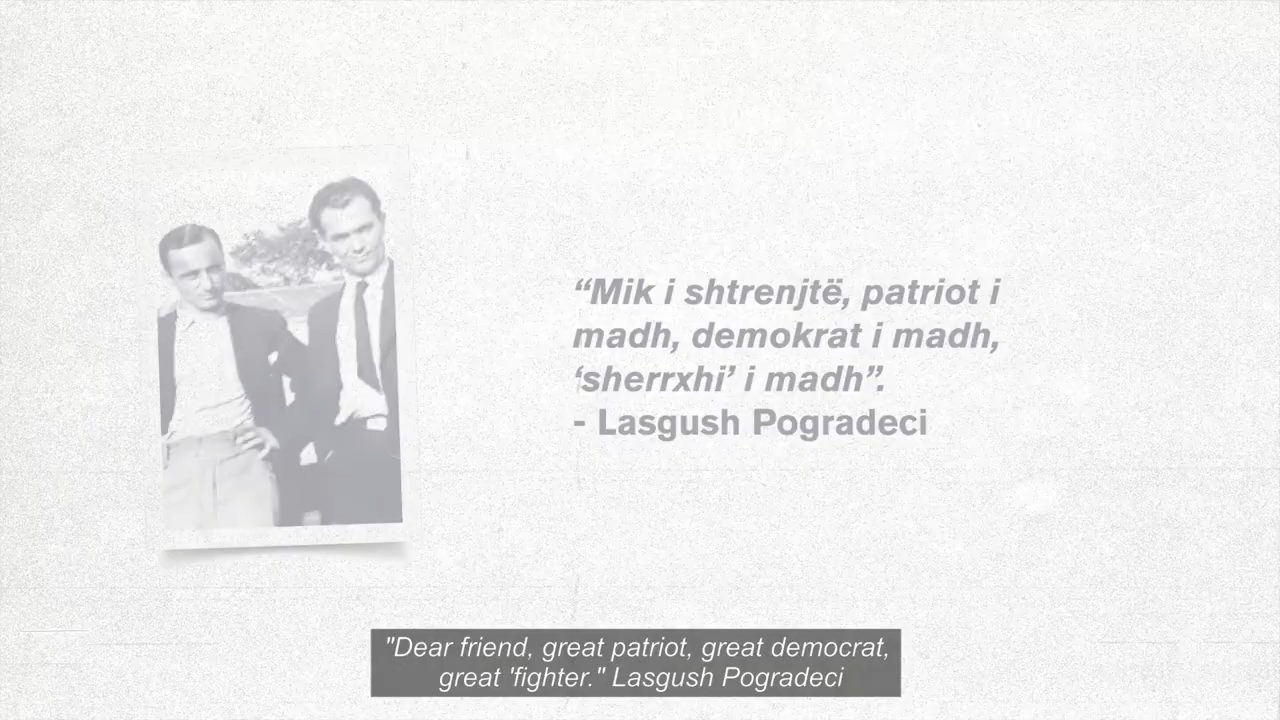 “Mik i shtrenjtë, patriot i
madh, demokrat i madh,
‘sherrxhi’ i madh”.
- Lasgush Pogradeci
"Dear friend, great patriot, great democrat,
great 'fighter." Lasgush Pogradeci